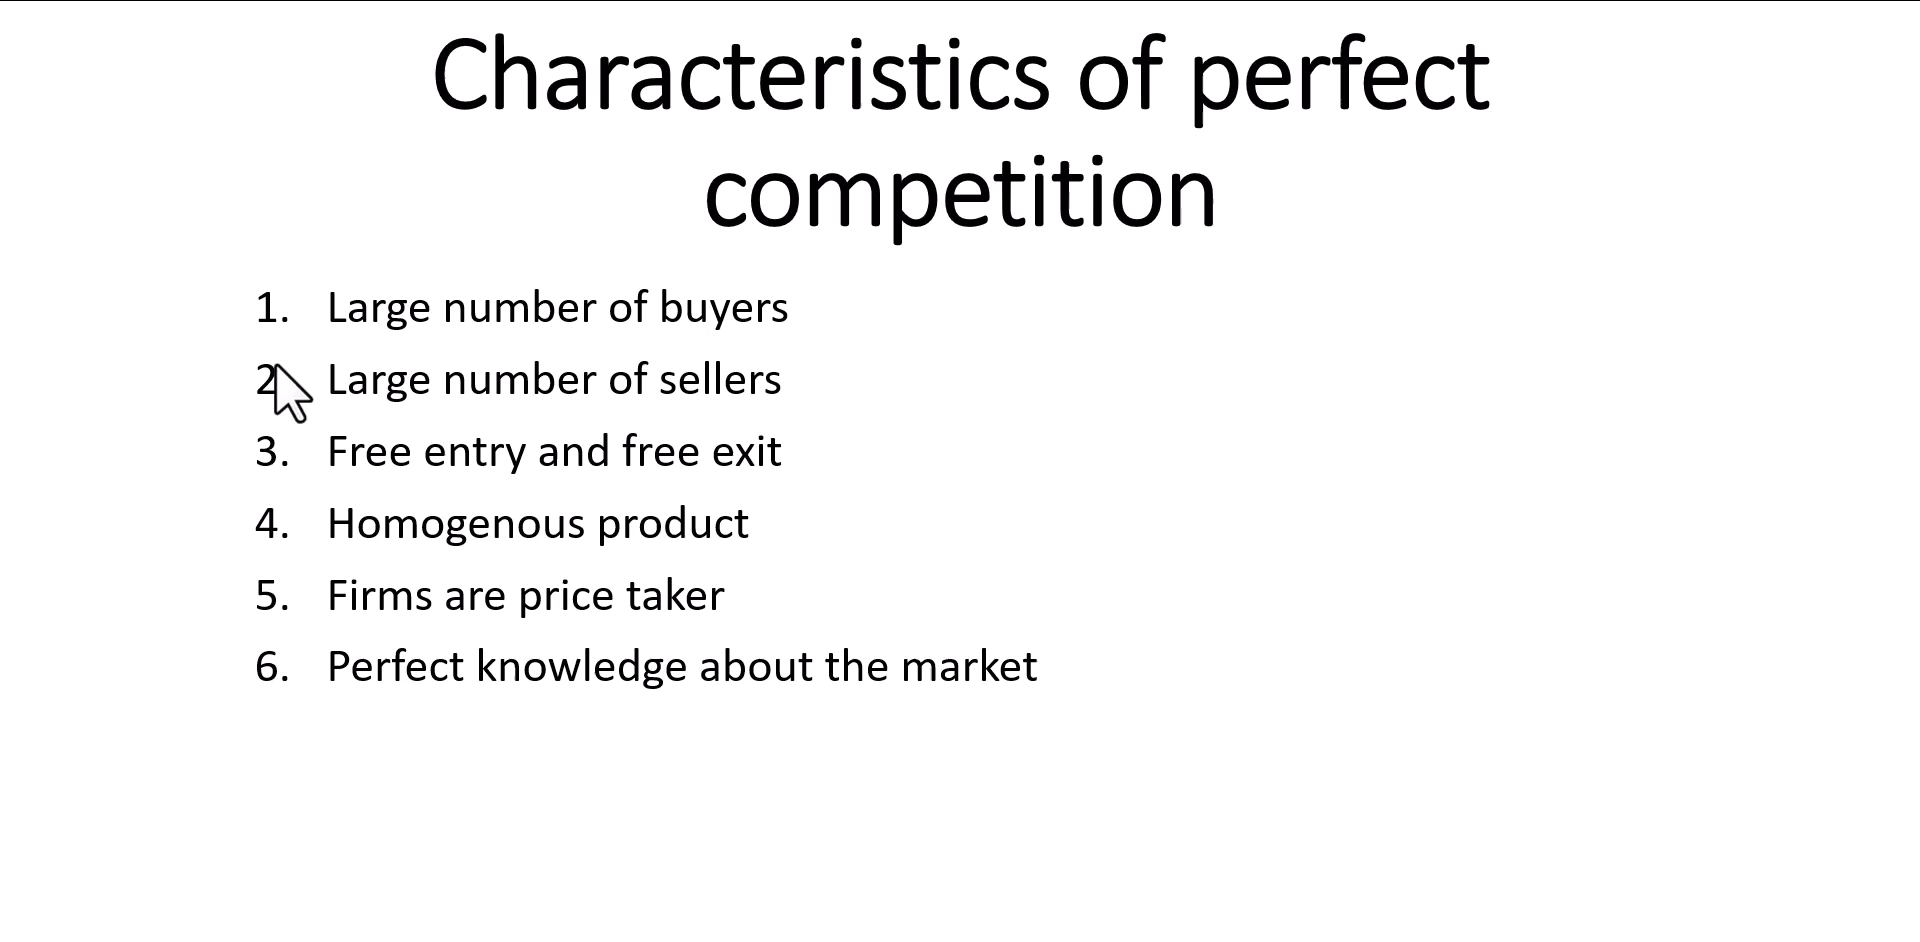 Characteristics of perfect
competition
1. Large number of buyers
2 Large number of sellers
3. Free entry and free exit
4. Homogenous product
5. Firms are price taker
6. Perfect knowledge about the market